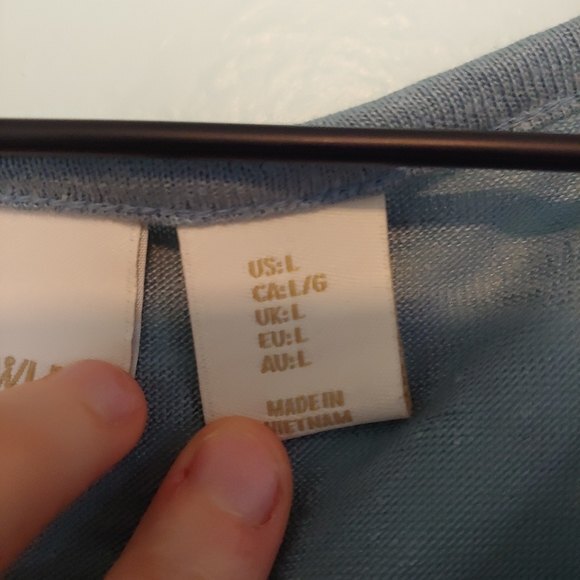 US: L
CA: L/G
UK: L
EU: L
AU: L
MADE IN
VIETNAM